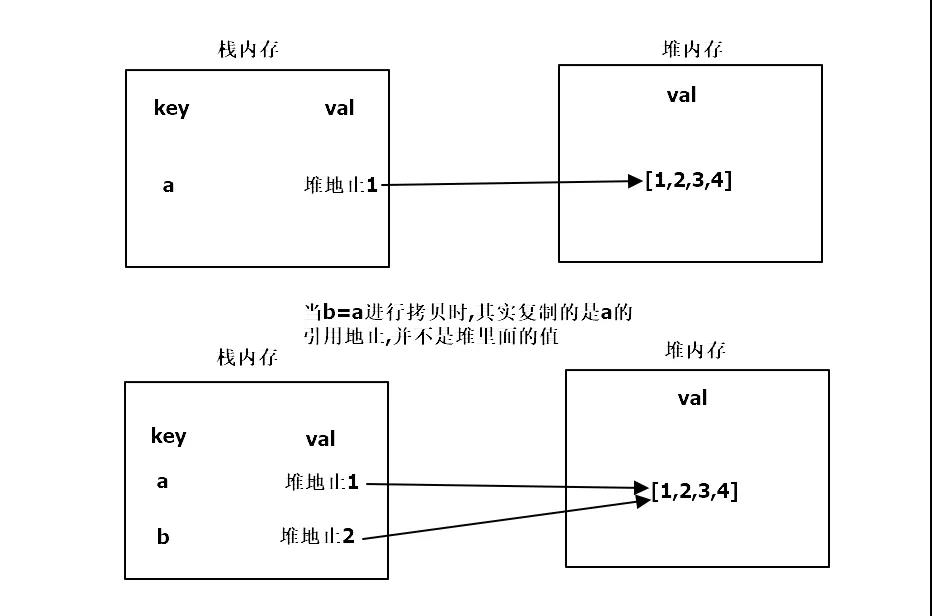 栈内存
堆内存
key val
val
a 堆地止1
[1,2,3,4]
当b=a进行拷贝时,其实复制的是a的
引用地止,并不是堆里面的值
栈内存
堆内存
key val
val
a 堆地止1
[1,2,3,4]
b 堆地止2